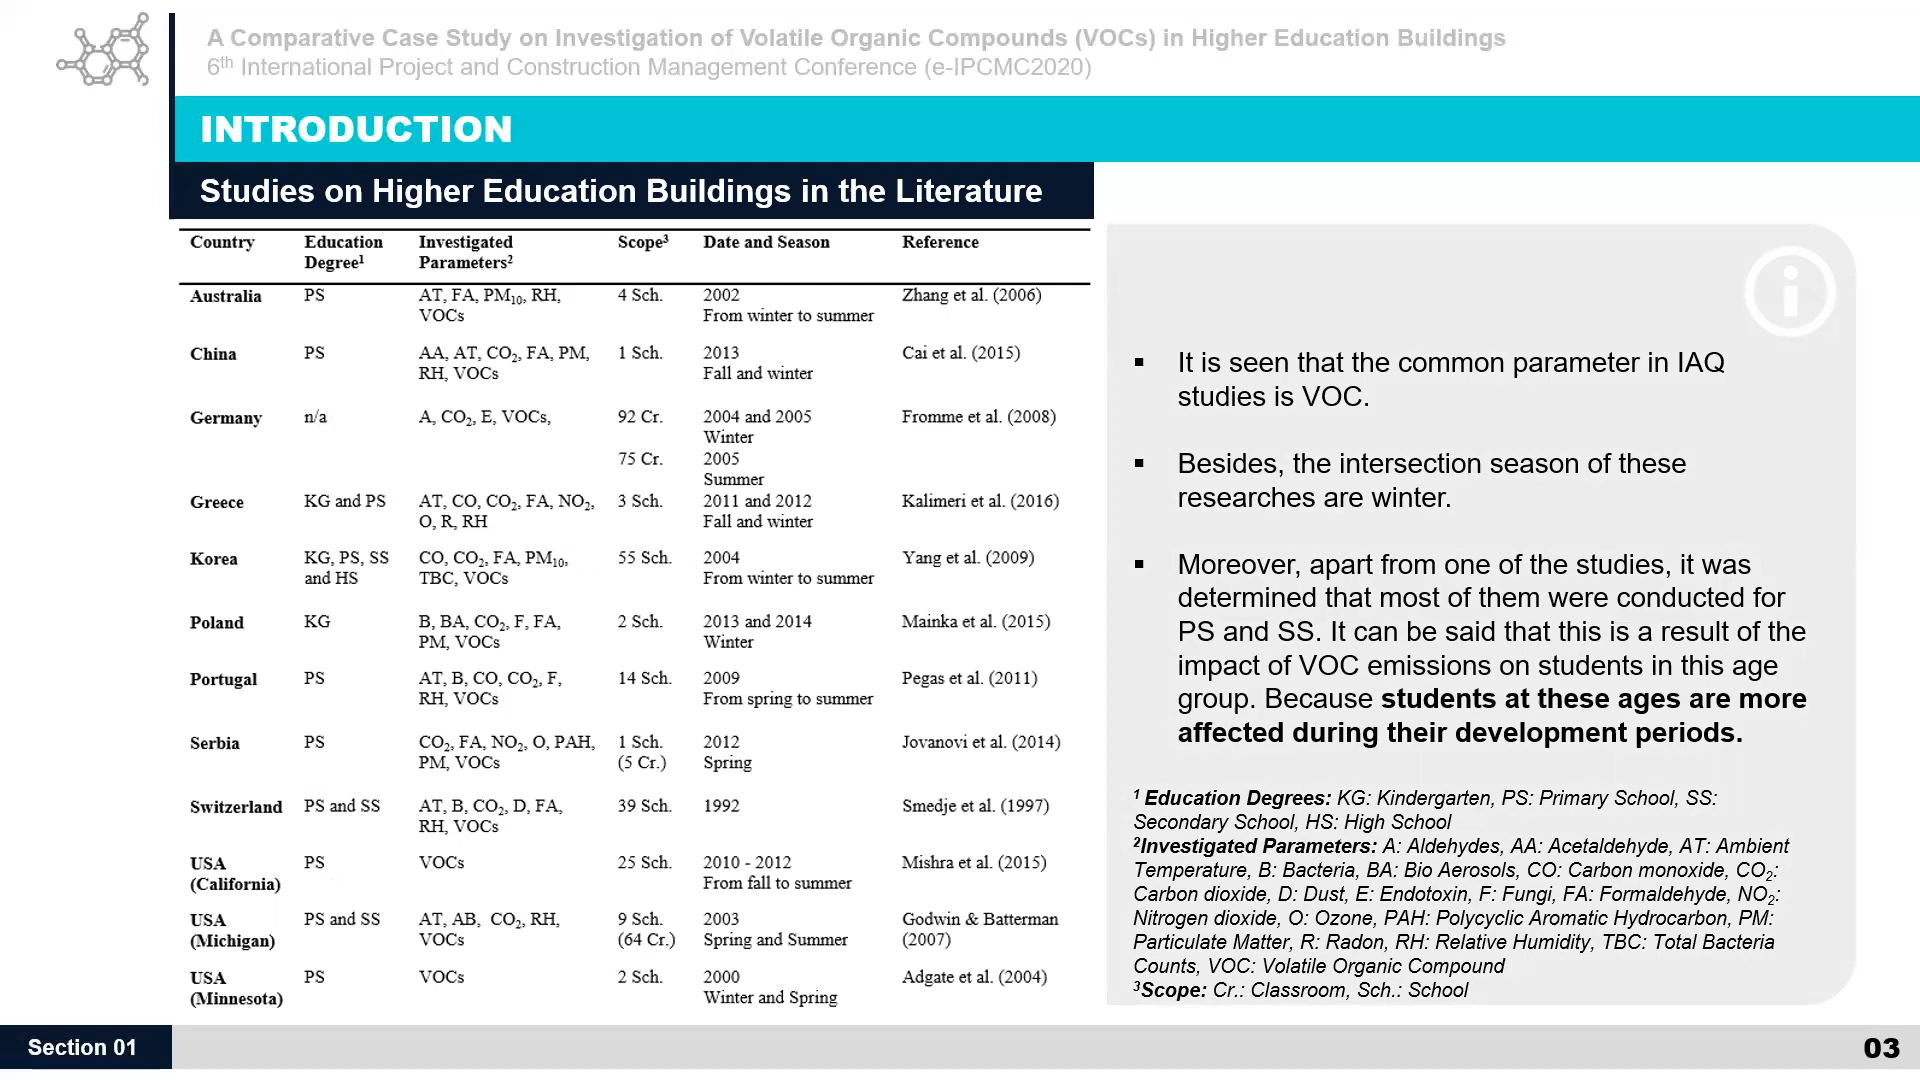 A Comparative Case Study on Investigation of Volatile Organic Compounds (VOCs) in Higher Education Buildings
6th International Project and Construction Management Conference (e-IPCMC2020)
INTRODUCTION
Studies on Higher Education Buildings in the Literature
Country Education Degree1 Investigated Parameters2 Scope3 Date and Season Reference
Australia PS AT, FA, PM10, RH, VOCs 4 Sch. 2002 From winter to summer Zhang et al. (2006)
China PS AA, AT, CO2, FA, PM, RH, VOCs 1 Sch. 2013 Fall and winter Cai et al. (2015)
Germany n/a A, CO2, E, VOCs, 92 Cr. 2004 and 2005 Winter Fromme et al. (2008)
75 Cr. 2005 Summer
Greece KG and PS AT, CO, CO2, FA, NO2, O, R, RH 3 Sch. 2011 and 2012 Fall and winter Kalimeri et al. (2016)
Korea KG, PS, SS and HS CO, CO2, FA, PM10, TBC, VOCs 55 Sch. 2004 From winter to summer Yang et al. (2009)
Poland KG B, BA, CO2, F, FA, PM, VOCs 2 Sch. 2013 and 2014 Winter Mainka et al. (2015)
Portugal PS AT, B, CO, CO2, F, RH, VOCs 14 Sch. 2009 From spring to summer Pegas et al. (2011)
Serbia PS CO2, FA, NO2, O, PAH, PM, VOCs 1 Sch. (5 Cr.) 2012 Spring Jovanovi et al. (2014)
Switzerland PS and SS AT, B, CO2, D, FA, RH, VOCs 39 Sch. 1992 Smedje et al. (1997)
USA (California) PS VOCs 25 Sch. 2010 - 2012 From fall to summer Mishra et al. (2015)
USA (Michigan) PS and SS AT, AB, CO2, RH, VOCs 9 Sch. (64 Cr.) 2003 Spring and Summer Godwin & Batterman (2007)
USA (Minnesota) PS VOCs 2 Sch. 2000 Winter and Spring Adgate et al. (2004)
▪ It is seen that the common parameter in IAQ
studies is VOC.
▪ Besides, the intersection season of these
researches are winter.
▪ Moreover, apart from one of the studies, it was
determined that most of them were conducted for
PS and SS. It can be said that this is a result of the
impact of VOC emissions on students in this age
group. Because students at these ages are more
affected during their development periods.
1 Education Degrees: KG: Kindergarten, PS: Primary School, SS:
Secondary School, HS: High School
2Investigated Parameters: A: Aldehydes, AA: Acetaldehyde, AT: Ambient
Temperature, B: Bacteria, BA: Bio Aerosols, CO: Carbon monoxide, CO2:
Carbon dioxide, D: Dust, E: Endotoxin, F: Fungi, FA: Formaldehyde, NO2:
Nitrogen dioxide, O: Ozone, PAH: Polycyclic Aromatic Hydrocarbon, PM:
Particulate Matter, R: Radon, RH: Relative Humidity, TBC: Total Bacteria
Counts, VOC: Volatile Organic Compound
3Scope: Cr.: Classroom, Sch.: School
Section 01
03